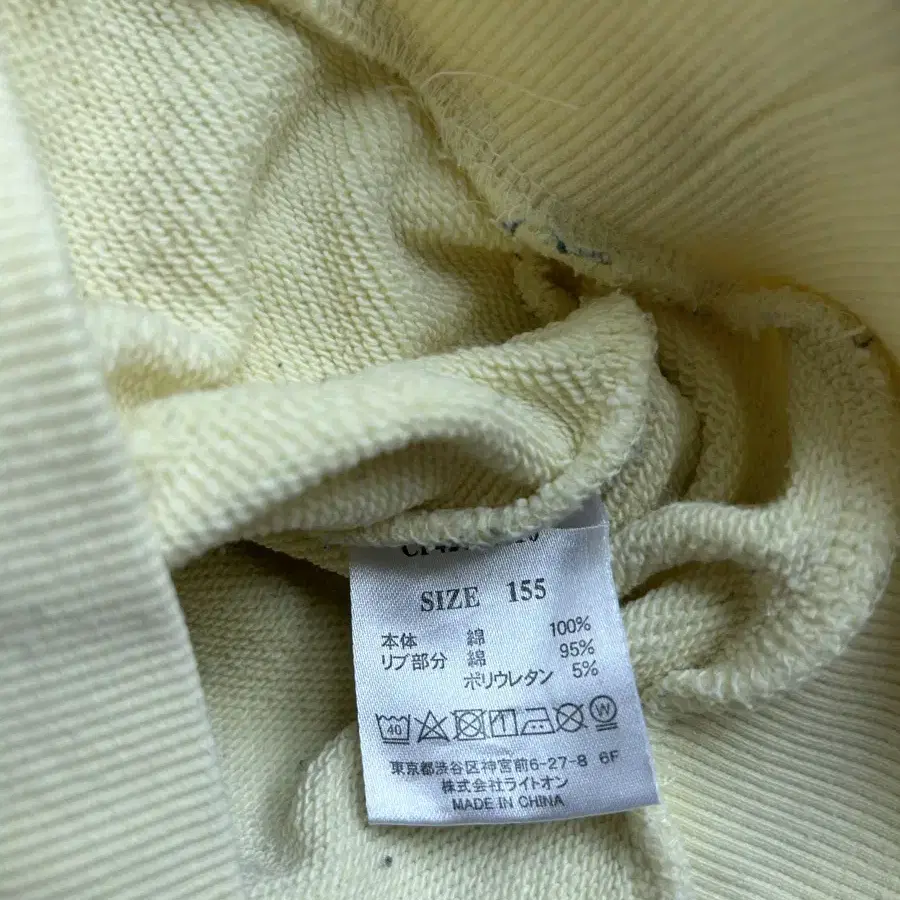 SIZE 155
本体 綿 100%
リブ部分 綿 95%
ポリウレタン 5%
40 W
東京都渋谷区神宮前6-27-8 6F
株式会社ライトオン
MADE IN CHINA